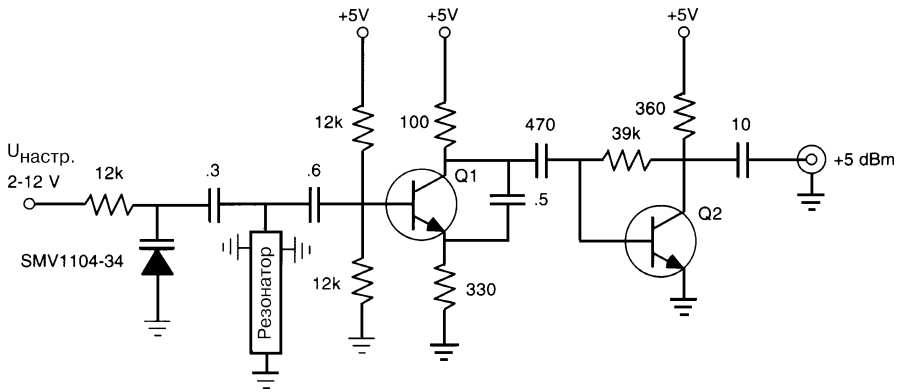 +5V
+5V
+5V
12k
100
470
360
39k
10
+5 dBm
Uнастр.
2-12 V
12k
.3
.6
Q1
.5
Q2
SMV1104-34
Резонатор
12k
330